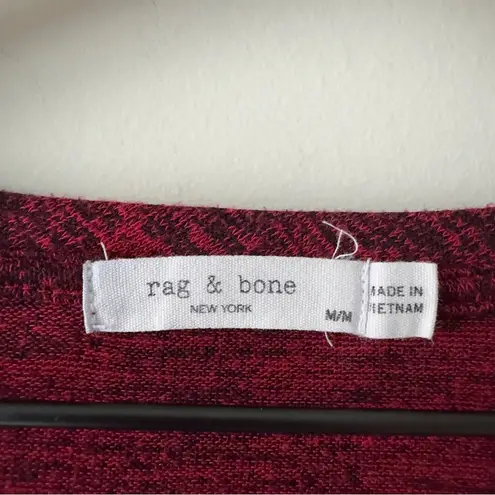 rag & bone
NEW YORK
M/M
MADE IN
VIETNAM